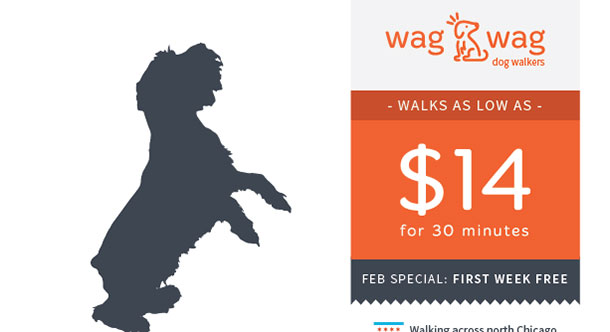 wag wag
dog walkers
- WALKS AS LOW AS -
$14
for 30 minutes
FEB SPECIAL: FIRST WEEK FREE
Walking across north Chicago